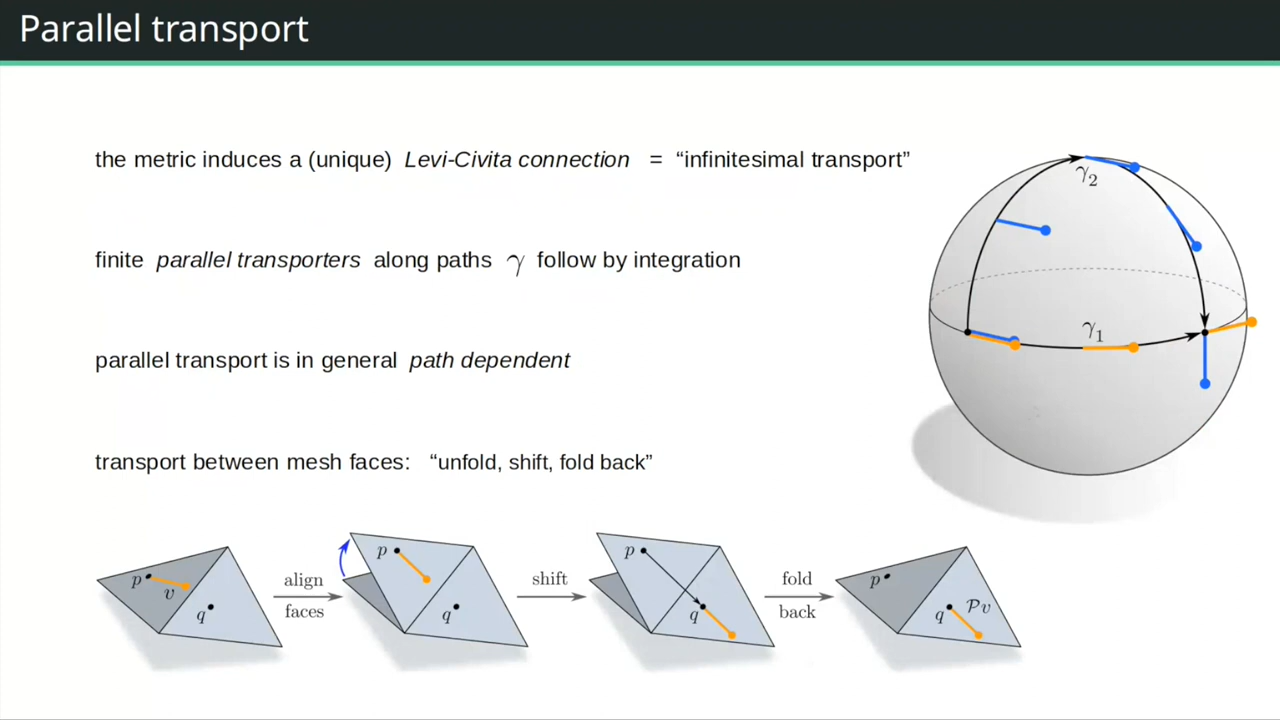 Parallel transport
the metric induces a (unique) Levi-Civita connection = “infinitesimal transport”
finite parallel transporters along paths γ follow by integration
parallel transport is in general path dependent
transport between mesh faces: “unfold, shift, fold back”
γ₂
γ₁
p
v
q
align
faces
p
q
shift
p
q
fold
back
p
q
𝒫v